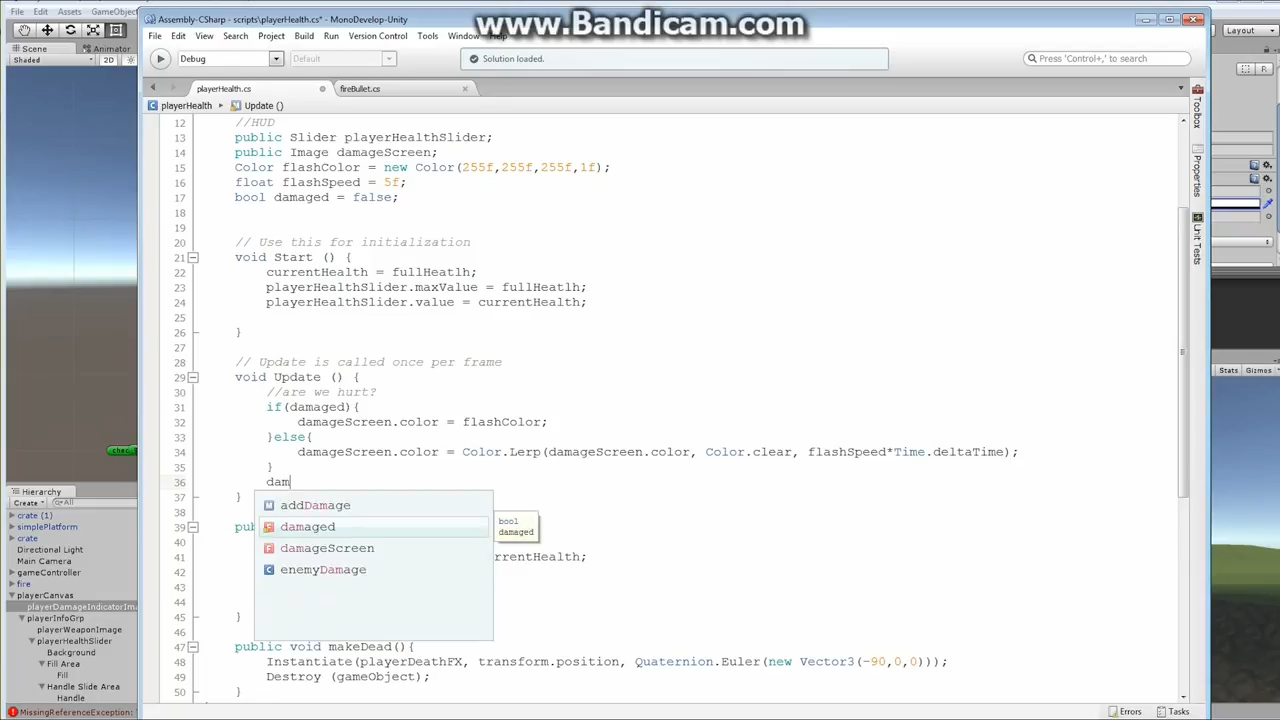 File Edit Assets GameObject
Assembly-CSharp - scripts\playerHealth.cs* - MonoDevelop-Unity
www.Bandicam.com
File Edit View Search Project Build Run Version Control Tools Window Help
Layout
Scene Animator
Shaded 2D
Debug Default Solution loaded. Press 'Control+,' to search
playerHealth.cs fireBullet.cs
playerHealth Update ()
Toolbox
Properties
Unit Tests
12 //HUD
13 public Slider playerHealthSlider;
14 public Image damageScreen;
15 Color flashColor = new Color(255f,255f,255f,1f);
16 float flashSpeed = 5f;
17 bool damaged = false;
18
19
20 // Use this for initialization
21 void Start () {
22 currentHealth = fullHeatlh;
23 playerHealthSlider.maxValue = fullHeatlh;
24 playerHealthSlider.value = currentHealth;
25
26 }
27
28 // Update is called once per frame
29 void Update () {
30 //are we hurt?
31 if(damaged){
32 damageScreen.color = flashColor;
33 }else{
34 damageScreen.color = Color.Lerp(damageScreen.color, Color.clear, flashSpeed*Time.deltaTime);
35 }
36 dam
37 }
38 addDamage
39 pub damaged
bool
damaged
40 damageScreen
41 rrentHealth;
42 enemyDamage
43
44
45 }
46
47 public void makeDead(){
48 Instantiate(playerDeathFX, transform.position, Quaternion.Euler(new Vector3(-90,0,0)));
49 Destroy (gameObject);
50 }
Stats Gizmos
Hierarchy
Create All
crate (1)
simplePlatform
crate
Directional Light
Main Camera
gameController
fire
playerCanvas
playerDamageIndicatorIma
playerInfoGrp
playerWeaponImage
playerHealthSlider
Background
Fill Area
Fill
Handle Slide Area
Handle
MissingReferenceException:
Errors Tasks